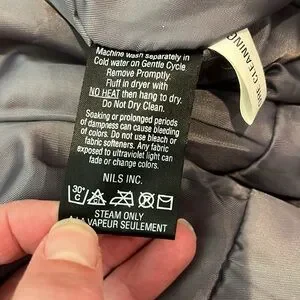 Machine wash separately in
Cold water on Gentle Cycle
Remove Promptly.
Fluff in dryer with
NO HEAT then hang to dry.
Do Not Dry Clean.
Soaking or prolonged periods
of dampness can cause bleeding
of colors. Do not use bleach or
fabric softeners. Any fabric
exposed to ultraviolet light can
fade or change colors.
NILS INC.
30°
C
STEAM ONLY
À LA VAPEUR SEULEMENT
CLEANING